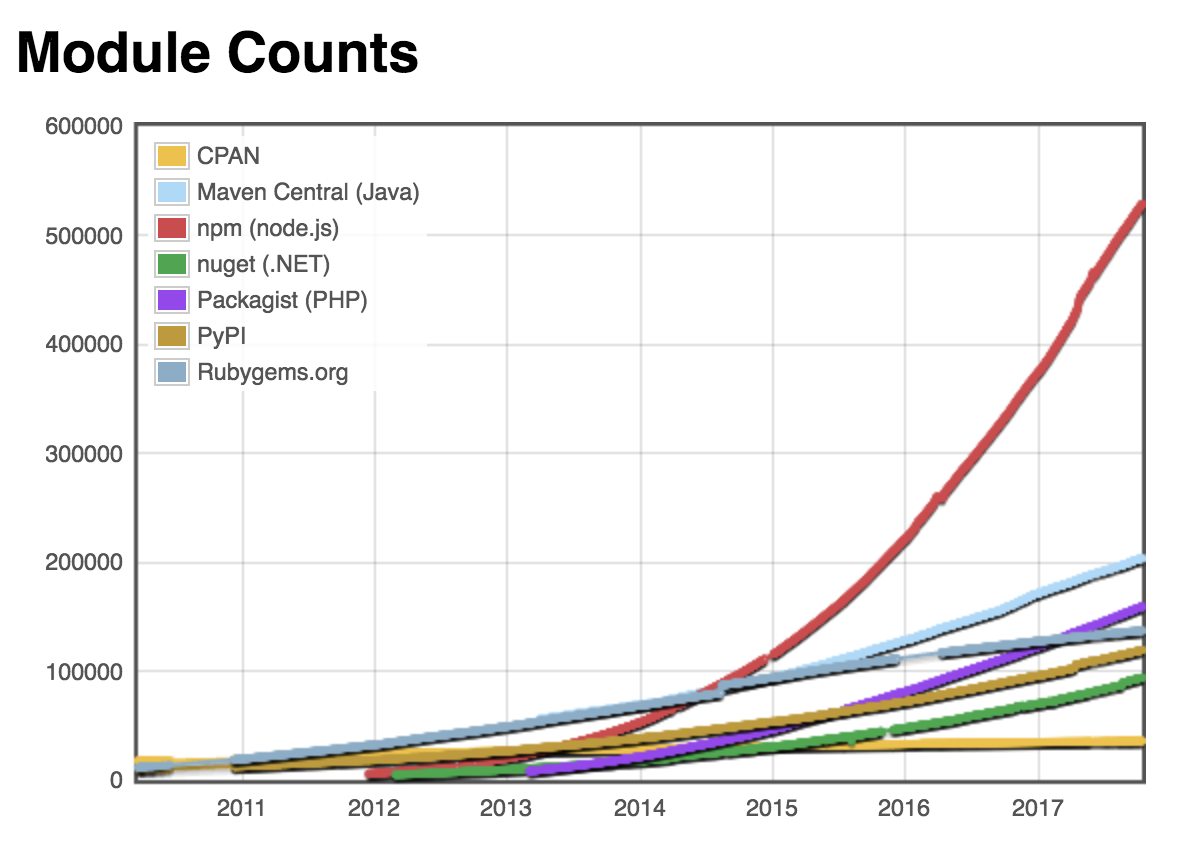 Module Counts
600000
500000
400000
300000
200000
100000
0
CPAN
Maven Central (Java)
npm (node.js)
nuget (.NET)
Packagist (PHP)
PyPI
Rubygems.org
2011 2012 2013 2014 2015 2016 2017